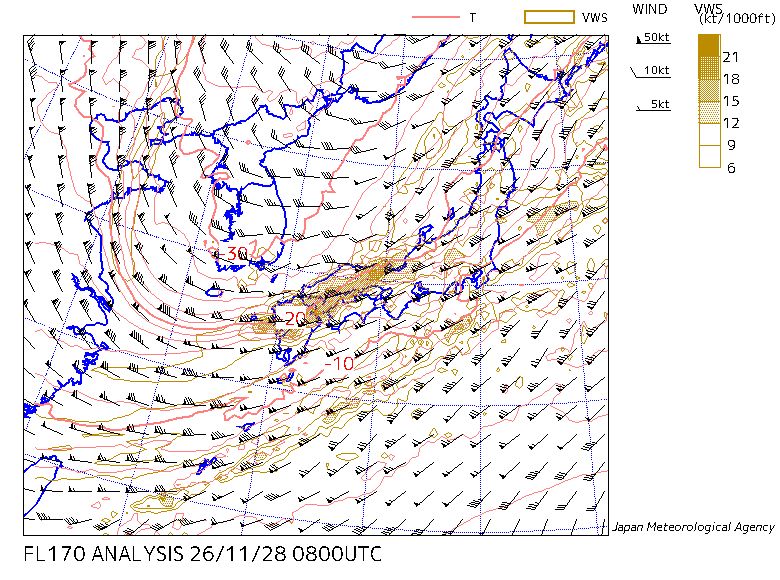 T
VWS
WIND
VWS
(kt/1000ft)
50kt
10kt
5kt
21
18
15
12
9
6
-30
-20
-10
Japan Meteorological Agency
FL170 ANALYSIS 26/11/28 0800UTC